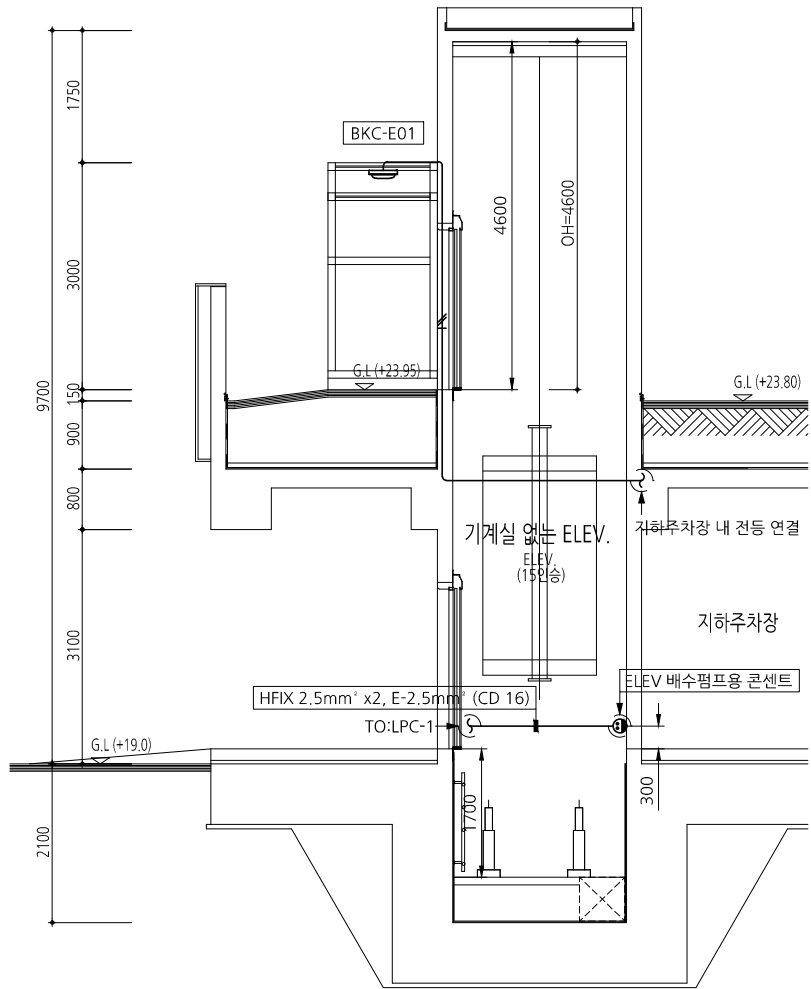 1750
BKC-E01
4600
OH=4600
3000
9700
G.L (+23.95)
G.L (+23.80)
150
900
800
기계실 없는 ELEV.
ELEV.
(15인승)
지하주차장 내 전등 연결
지하주차장
3100
HFIX 2.5mm² x2, E-2.5mm² (CD 16)
ELEV 배수펌프용 콘센트
TO:LPC-1
G.L (+19.0)
300
1700
2100